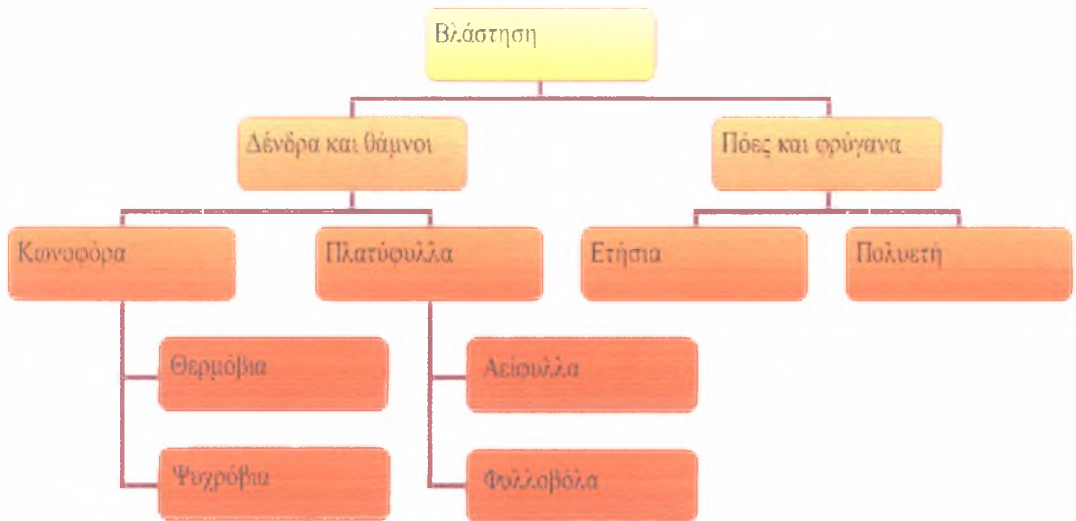 Βλάστηση
Δένδρα και θάμνοι
Πόες και φρύγανα
Κωνοφόρα
Πλατύφυλλα
Ετήσια
Πολυετή
Θερμόβια
Αείφυλλα
Ψυχρόβια
Φυλλοβόλα